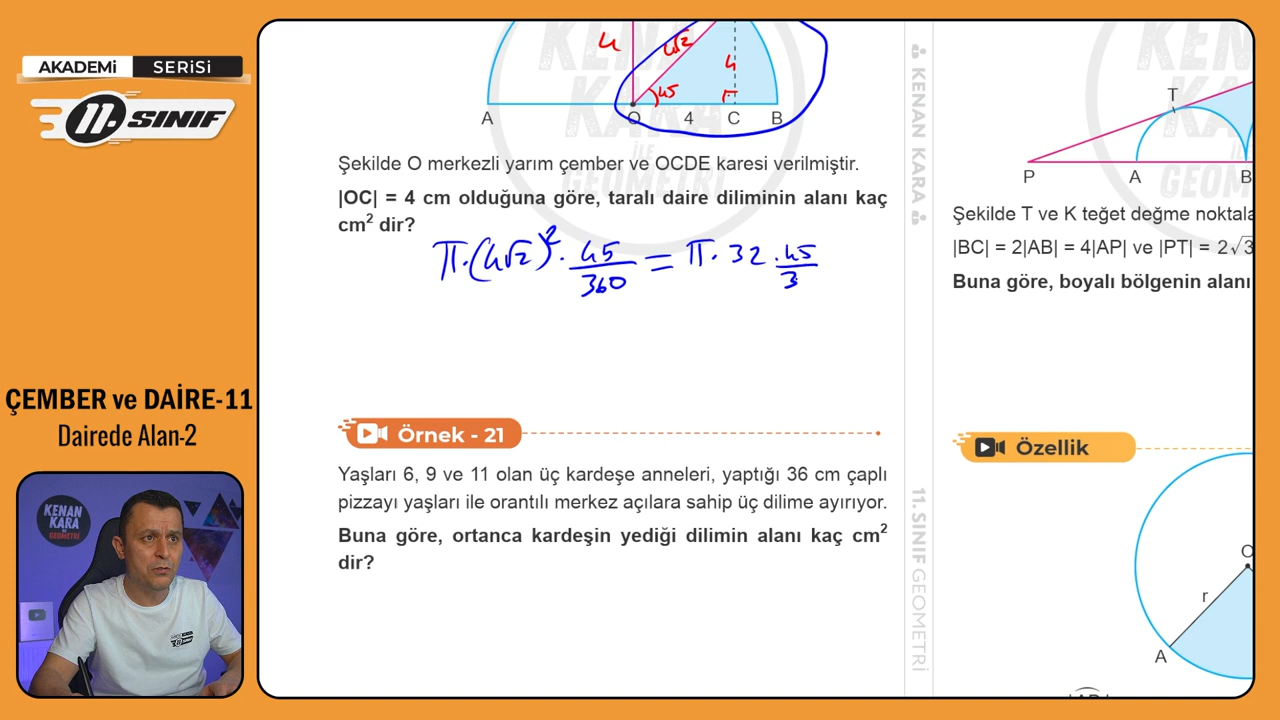 AKADEMİ SERİSİ
11. SINIF
ÇEMBER ve DAİRE-11
Dairede Alan-2
KENAN
KARA
İLE
GEOMETRİ
4
4√2
4
45
A
O
4
C
B
Şekilde O merkezli yarım çember ve OCDE karesi verilmiştir.
|OC| = 4 cm olduğuna göre, taralı daire diliminin alanı kaç
cm² dir?
π·(4√2)²·45/360 = π·32·45/3
Örnek - 21
Yaşları 6, 9 ve 11 olan üç kardeşe anneleri, yaptığı 36 cm çaplı
pizzayı yaşları ile orantılı merkez açılara sahip üç dilime ayırıyor.
Buna göre, ortanca kardeşin yediği dilimin alanı kaç cm²
dir?
KENAN KARA
11. SINIF GEOMETRİ
T
P
A
B
Şekilde T ve K teğet değme noktala
|BC| = 2|AB| = 4|AP| ve |PT| = 2√3
Buna göre, boyalı bölgenin alanı
Özellik
O
r
A